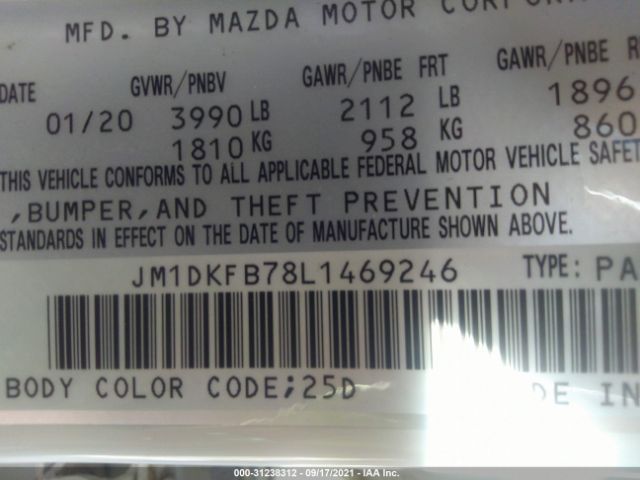 MFD. BY MAZDA MOTOR
DATE GVWR/PNBV GAWR/PNBE FRT GAWR/PNBE
01/20 3990 LB 2112 LB 1896
1810 KG 958 KG 860
THIS VEHICLE CONFORMS TO ALL APPLICABLE FEDERAL MOTOR VEHICLE SAFETY
,BUMPER,AND THEFT PREVENTION
STANDARDS IN EFFECT ON THE DATE OF MANUFACTURE SHOWN ABOVE.
JM1DKFB78L1469246 TYPE: PA
BODY COLOR CODE;25D DE IN
000-31238312 - 09/17/2021 - IAA Inc.